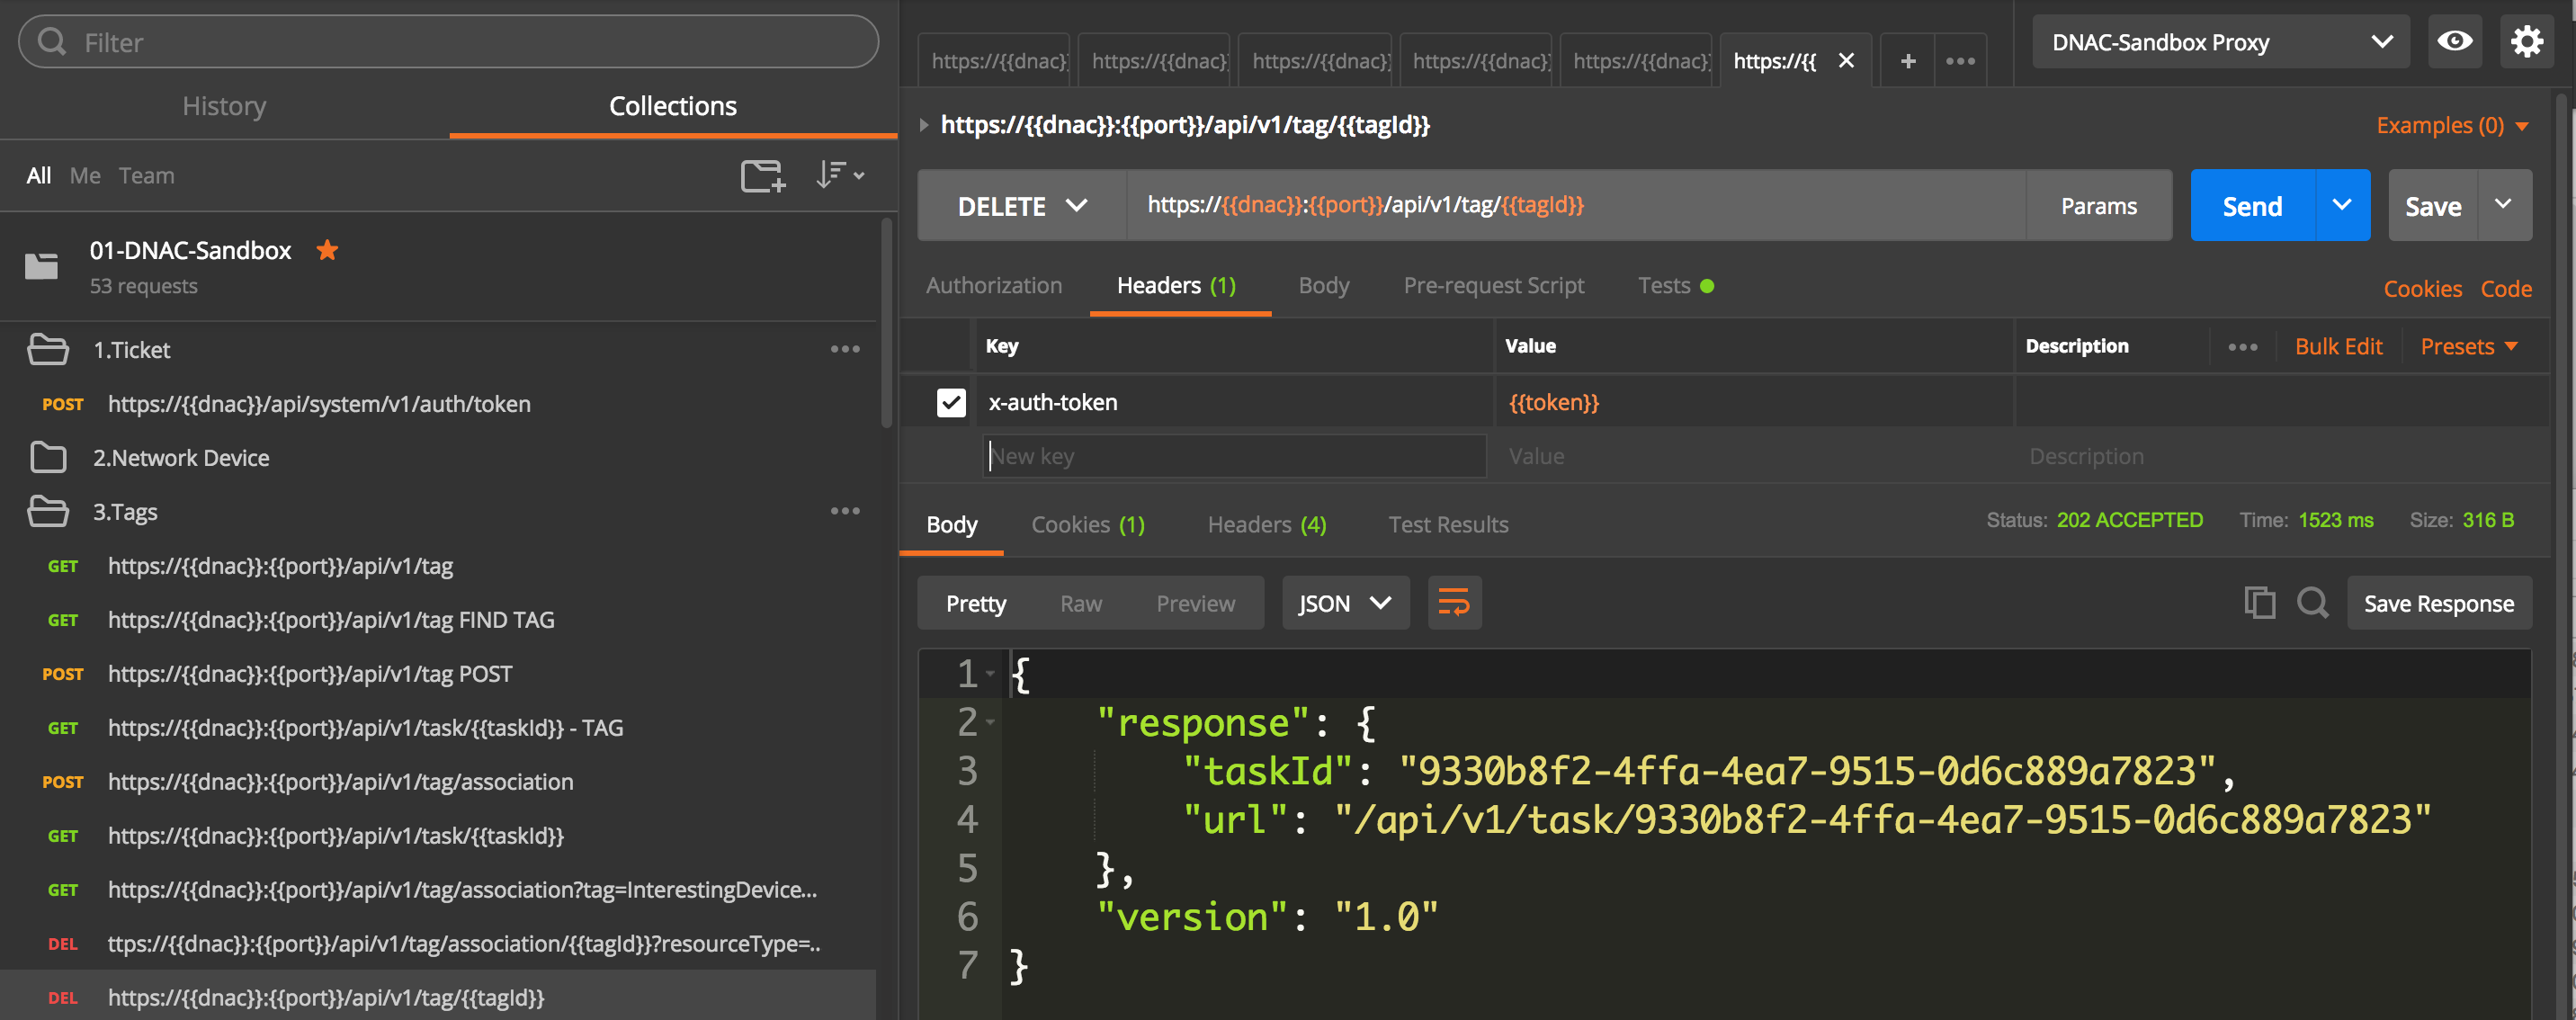 Filter
History Collections
All Me Team
01-DNAC-Sandbox
53 requests
1.Ticket
POST https://{{dnac}}/api/system/v1/auth/token
2.Network Device
3.Tags
GET https://{{dnac}}:{{port}}/api/v1/tag
GET https://{{dnac}}:{{port}}/api/v1/tag FIND TAG
POST https://{{dnac}}:{{port}}/api/v1/tag POST
GET https://{{dnac}}:{{port}}/api/v1/task/{{taskId}} - TAG
POST https://{{dnac}}:{{port}}/api/v1/tag/association
GET https://{{dnac}}:{{port}}/api/v1/task/{{taskId}}
GET https://{{dnac}}:{{port}}/api/v1/tag/association?tag=InterestingDevice...
DEL ttps://{{dnac}}:{{port}}/api/v1/tag/association/{{tagId}}?resourceType=..
DEL https://{{dnac}}:{{port}}/api/v1/tag/{{tagId}}
https://{{dnac} https://{{dnac} https://{{dnac} https://{{dnac} https://{{dnac} https://{{ + •••
DNAC-Sandbox Proxy
https://{{dnac}}:{{port}}/api/v1/tag/{{tagId}}
Examples (0)
DELETE https://{{dnac}}:{{port}}/api/v1/tag/{{tagId}} Params Send Save
Authorization Headers (1) Body Pre-request Script Tests Cookies Code
Key Value Description ••• Bulk Edit Presets
x-auth-token {{token}}
New key Value Description
Body Cookies (1) Headers (4) Test Results Status: 202 ACCEPTED Time: 1523 ms Size: 316 B
Pretty Raw Preview JSON Save Response
1 {
2 "response": {
3 "taskId": "9330b8f2-4ffa-4ea7-9515-0d6c889a7823",
4 "url": "/api/v1/task/9330b8f2-4ffa-4ea7-9515-0d6c889a7823"
5 },
6 "version": "1.0"
7 }